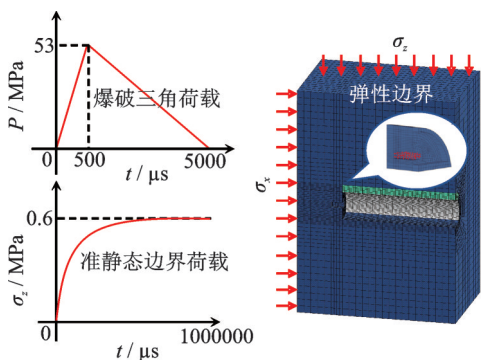 53
P / MPa
爆破三角荷载
0
500
5000
t / μs
0.6
σz / MPa
准静态边界荷载
0
1000000
t / μs
σz
弹性边界
σx